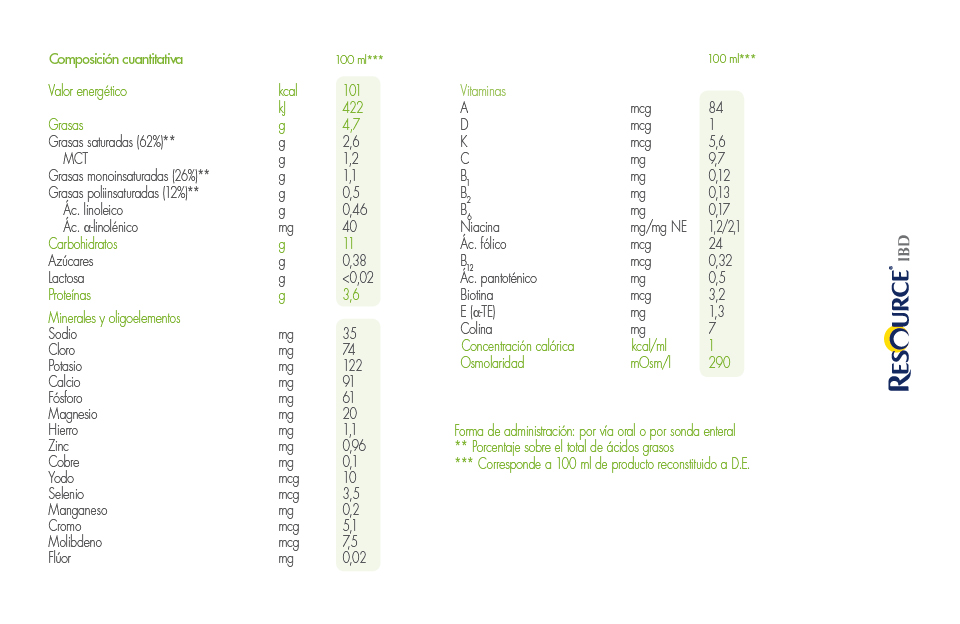 Composición cuantitativa 100 ml***
Valor energético kcal 101
kJ 422
Grasas g 4,7
Grasas saturadas (62%)** g 2,6
MCT g 1,2
Grasas monoinsaturadas (26%)** g 1,1
Grasas poliinsaturadas (12%)** g 0,5
Ác. linoleico g 0,46
Ác. α-linolénico mg 40
Carbohidratos g 11
Azúcares g 0,38
Lactosa g <0,02
Proteínas g 3,6
Minerales y oligoelementos
Sodio mg 35
Cloro mg 74
Potasio mg 122
Calcio mg 91
Fósforo mg 61
Magnesio mg 20
Hierro mg 1,1
Zinc mg 0,96
Cobre mg 0,1
Yodo mcg 10
Selenio mcg 3,5
Manganeso mg 0,2
Cromo mcg 5,1
Molibdeno mcg 7,5
Flúor mg 0,02
100 ml***
Vitaminas
A mcg 84
D mcg 1
K mcg 5,6
C mg 9,7
B1 mg 0,12
B2 mg 0,13
B6 mg 0,17
Niacina mg/mg NE 1,2/2,1
Ác. fólico mcg 24
B12 mcg 0,32
Ác. pantoténico mg 0,5
Biotina mcg 3,2
E (α-TE) mg 1,3
Colina mg 7
Concentración calórica kcal/ml 1
Osmolaridad mOsm/l 290
Forma de administración: por vía oral o por sonda enteral
** Porcentaje sobre el total de ácidos grasos
*** Corresponde a 100 ml de producto reconstituido a D.E.
RESOURCE® IBD